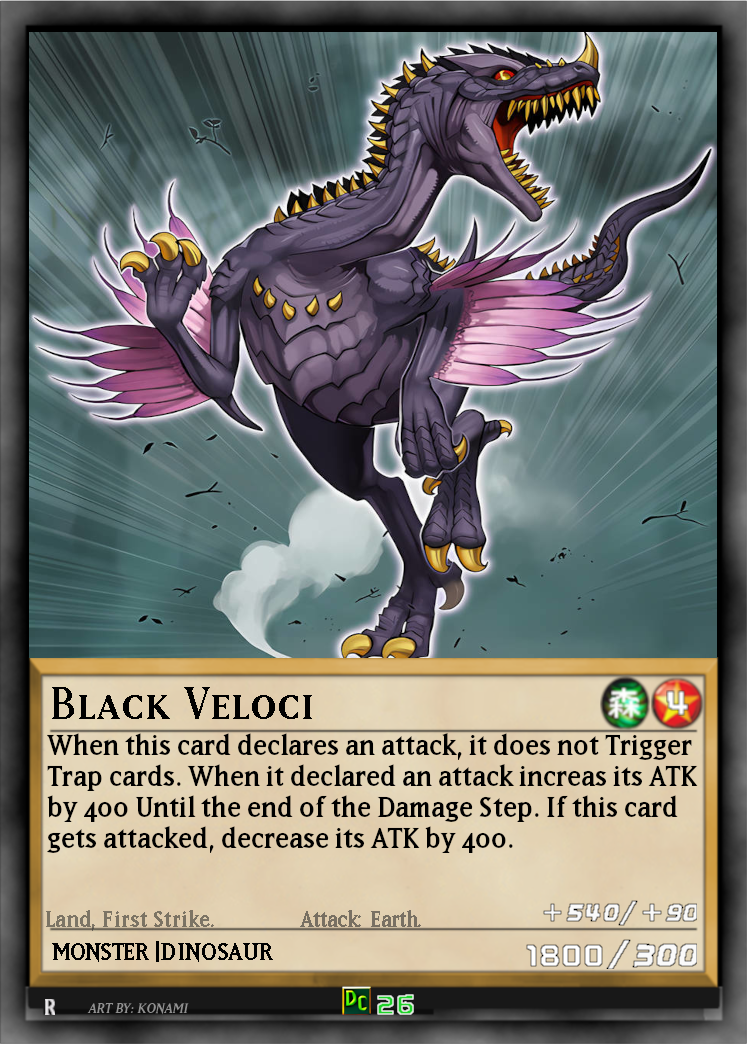 Black Veloci
森 4
When this card declares an attack, it does not Trigger
Trap cards. When it declared an attack increas its ATK
by 400 Until the end of the Damage Step. If this card
gets attacked, decrease its ATK by 400.
Land, First Strike. Attack: Earth. +540/+90
MONSTER |DINOSAUR 1800/300
R ART BY: KONAMI DC 26